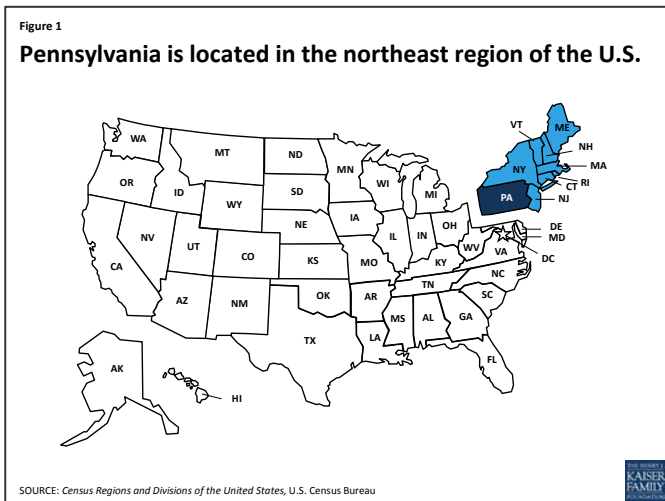 Figure 1
Pennsylvania is located in the northeast region of the U.S.
WA
MT
ND
MN
VT
ME
NH
MA
RI
CT
NJ
NY
PA
OR
ID
WY
SD
WI
MI
IA
NE
NV
UT
CO
CA
KS
MO
IL
IN
OH
WV
KY
VA
DE
MD
DC
NC
TN
SC
AZ
NM
OK
AR
MS
AL
GA
TX
LA
FL
AK
HI
SOURCE: Census Regions and Divisions of the United States, U.S. Census Bureau
THE HENRY J.
KAISER
FAMILY
FOUNDATION